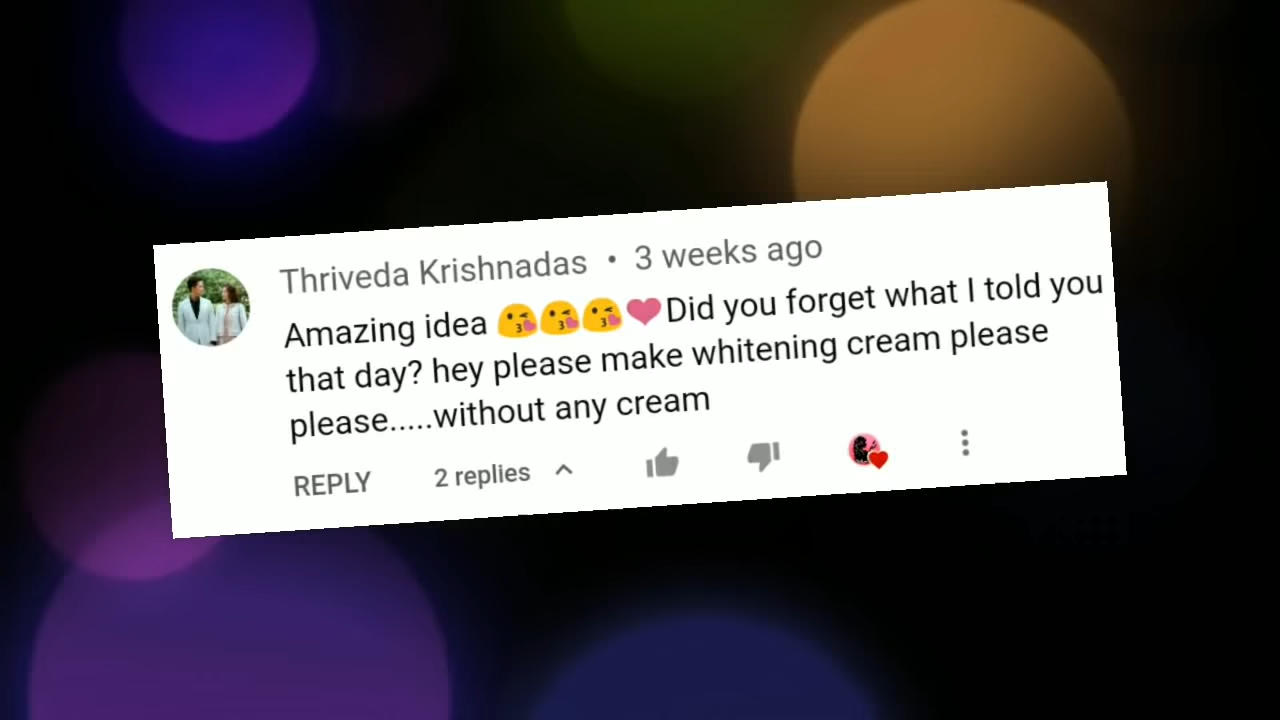 Thriveda Krishnadas • 3 weeks ago
Amazing idea 😘😘😘❤Did you forget what I told you
that day? hey please make whitening cream please
please.....without any cream
REPLY 2 replies